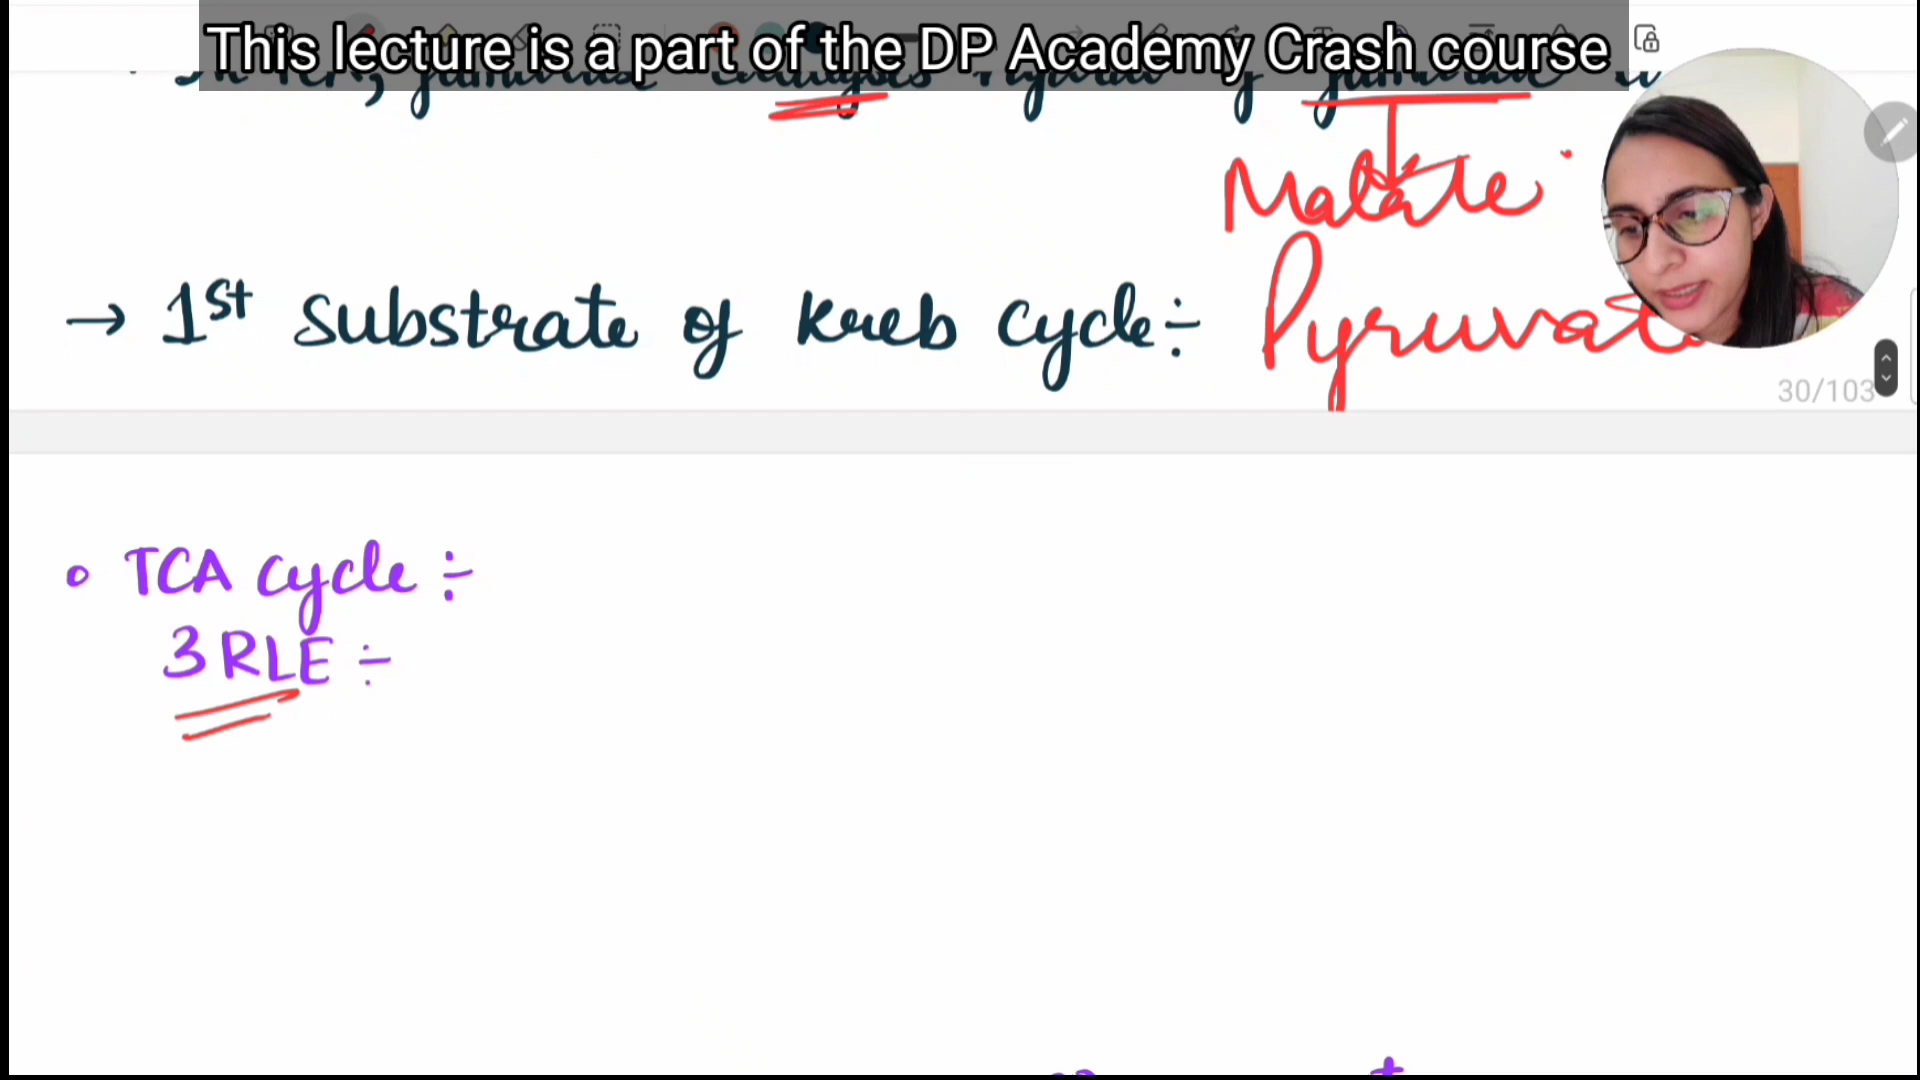 This lecture is a part of the DP Academy Crash course
Malate
→ 1st substrate of kreb cycle ÷ Pyruvat
30/103
○ TCA cycle ÷
3 RLE ÷